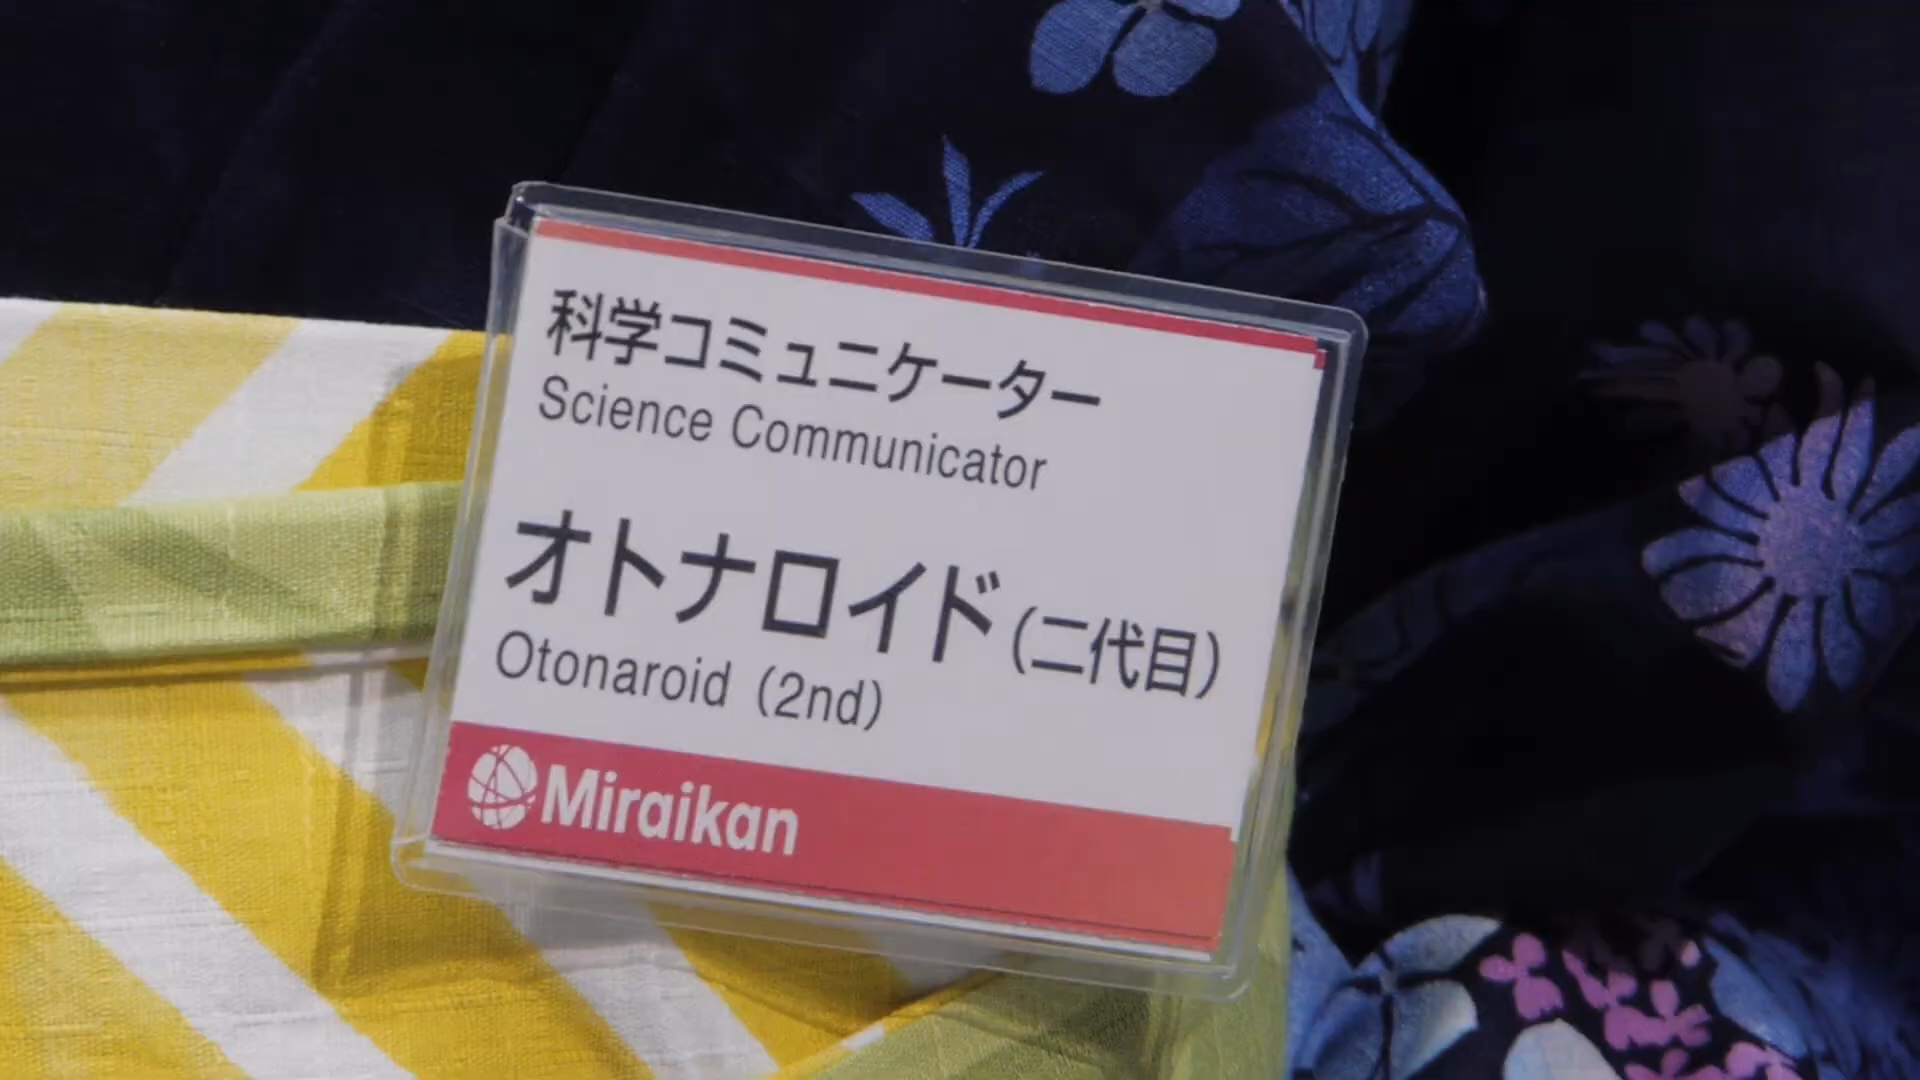 科学コミュニケーター
Science Communicator
オトナロイド（二代目）
Otonaroid (2nd)
Miraikan